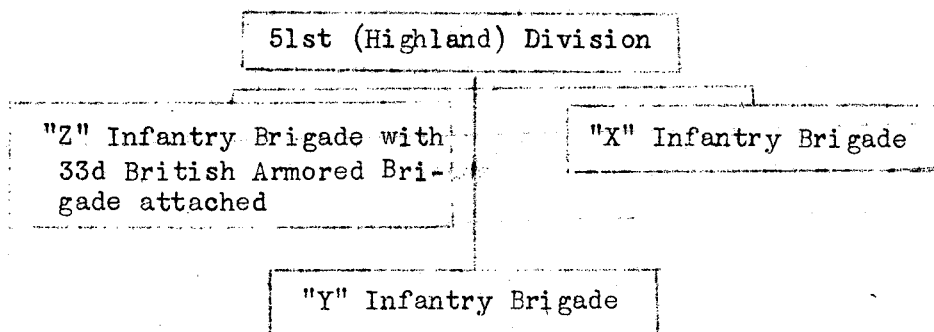 51st (Highland) Division
"Z" Infantry Brigade with
33d British Armored Bri-
gade attached
"X" Infantry Brigade
"Y" Infantry Brigade